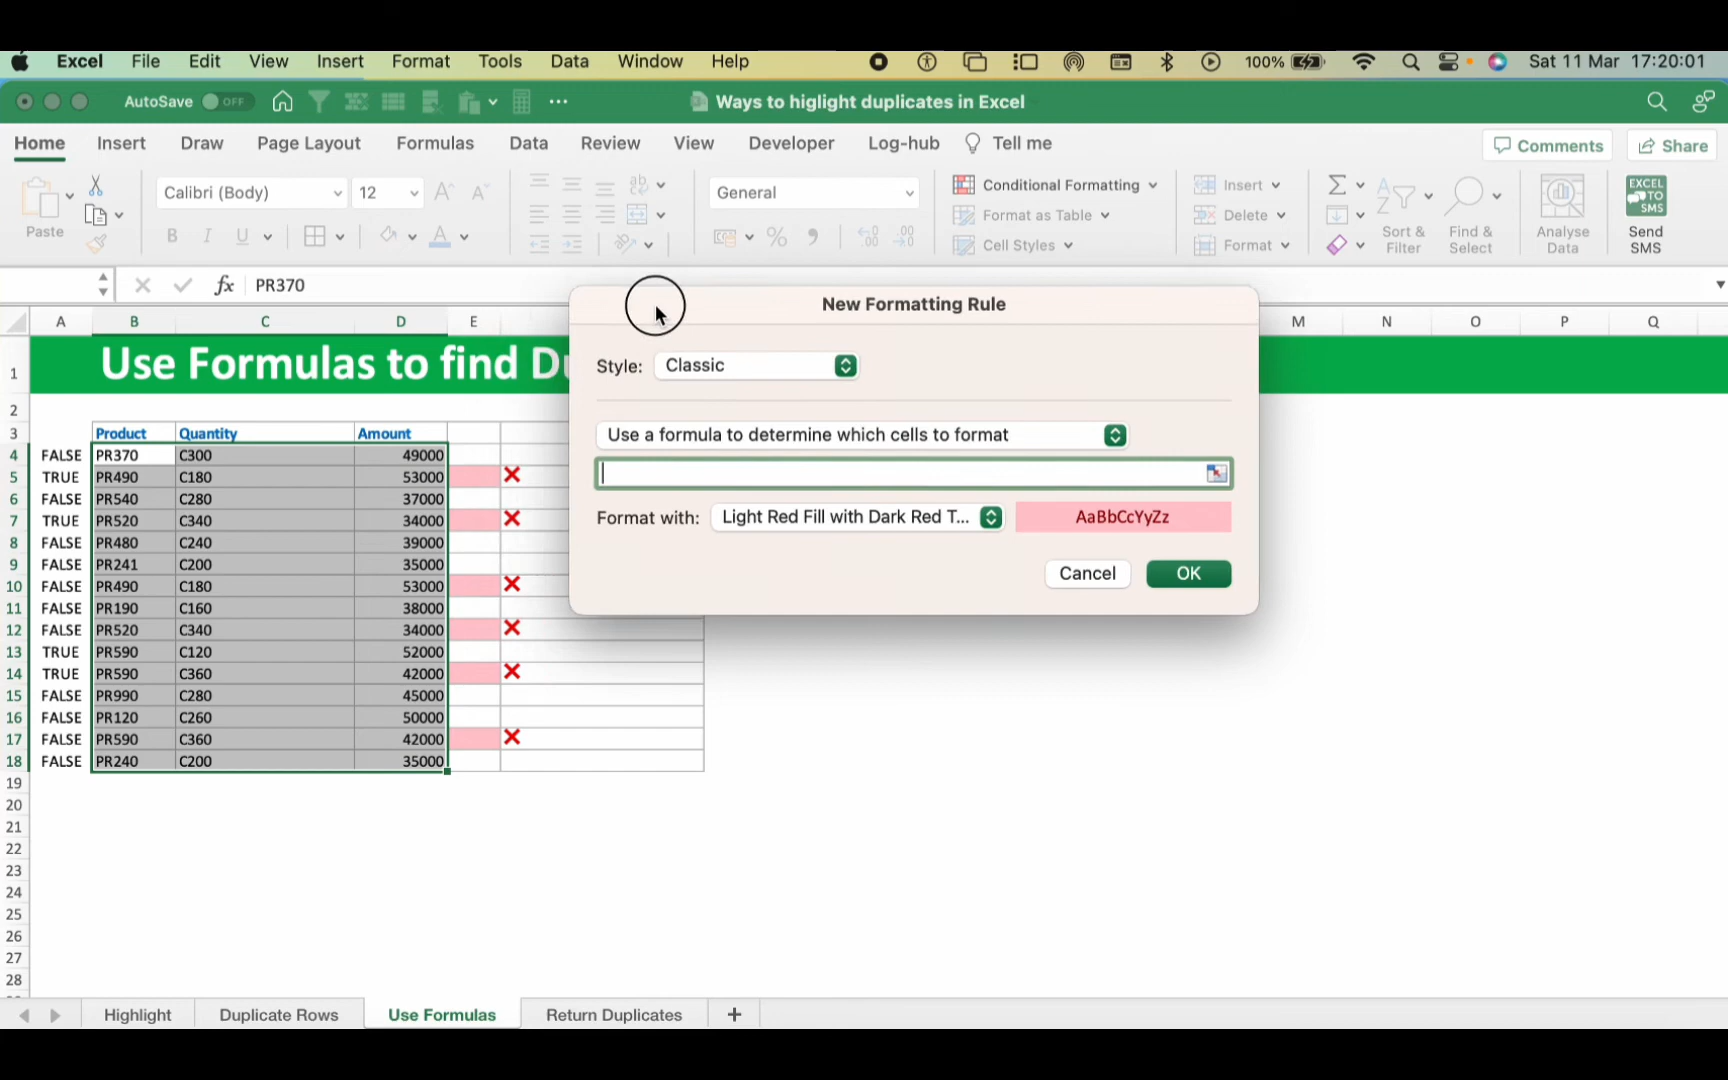 Excel File Edit View Insert Format Tools Data Window Help 100% Sat 11 Mar 17:20:01
AutoSave OFF ... Ways to higlight duplicates in Excel
Home Insert Draw Page Layout Formulas Data Review View Developer Log-hub Tell me Comments Share
Paste Calibri (Body) 12 A A B I U A ab General % Conditional Formatting Format as Table Cell Styles Insert Delete Format Sort & Filter Find & Select Analyse Data EXCEL TO SMS Send SMS
fx PR370
A B C D E M N O P Q
1 Use Formulas to find Du
2
3 Product Quantity Amount
4 FALSE PR370 C300 49000
5 TRUE PR490 C180 53000
6 FALSE PR540 C280 37000
7 TRUE PR520 C340 34000
8 FALSE PR480 C240 39000
9 FALSE PR241 C200 35000
10 FALSE PR490 C180 53000
11 FALSE PR190 C160 38000
12 FALSE PR520 C340 34000
13 TRUE PR590 C120 52000
14 TRUE PR590 C360 42000
15 FALSE PR990 C280 45000
16 FALSE PR120 C260 50000
17 FALSE PR590 C360 42000
18 FALSE PR240 C200 35000
19
20
21
22
23
24
25
26
27
28
New Formatting Rule
Style: Classic
Use a formula to determine which cells to format
Format with: Light Red Fill with Dark Red T... AaBbCcYyZz
Cancel OK
Highlight Duplicate Rows Use Formulas Return Duplicates +